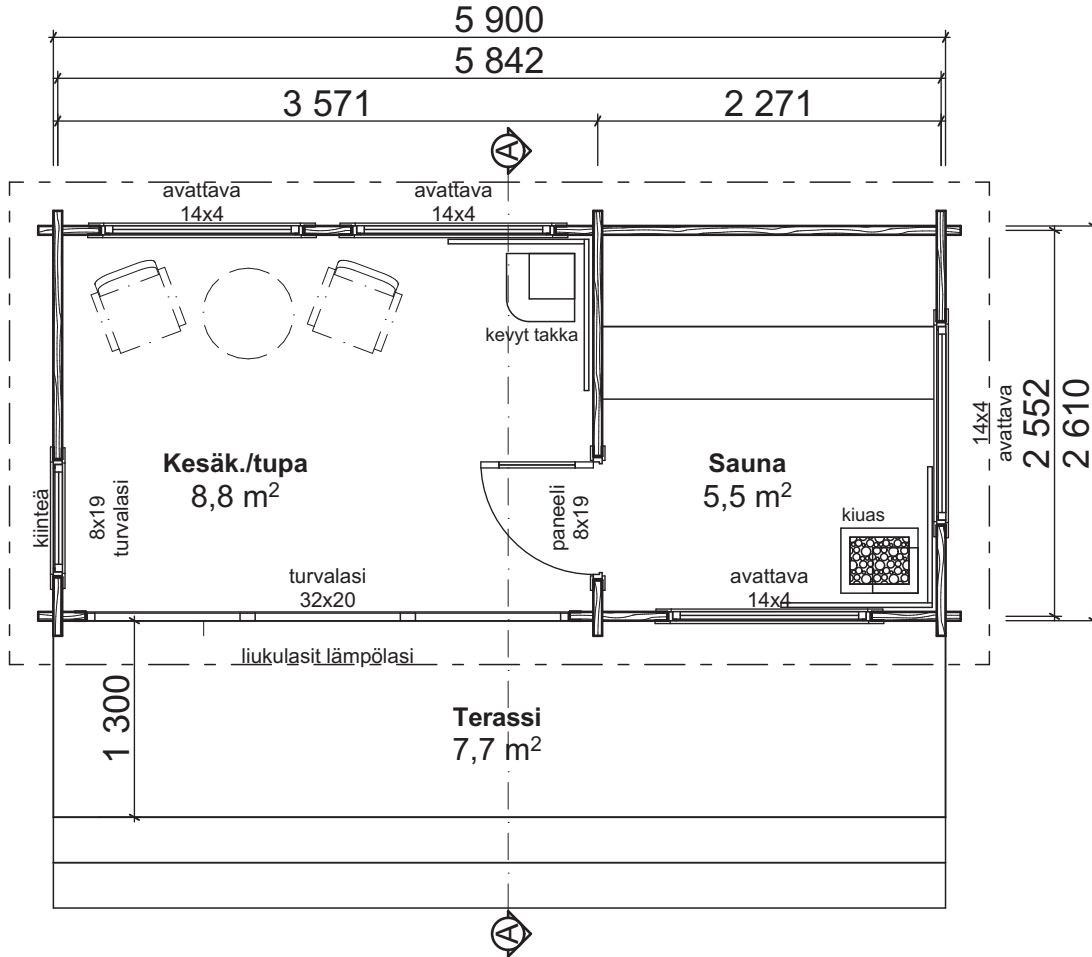 5 900
5 842
3 571
2 271
A
avattava
14x4
avattava
14x4
kevyt takka
14x4
avattava
2 552
2 610
Kesäk./tupa
8,8 m²
Sauna
5,5 m²
kiinteä
8x19
turvalasi
paneeli
8x19
kiuas
turvalasi
32x20
avattava
14x4
liukulasit lämpölasi
1 300
Terassi
7,7 m²
A